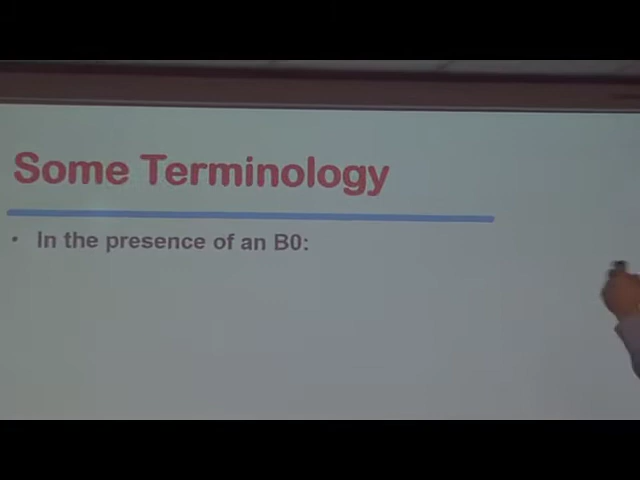 Some Terminology
• In the presence of an B0: